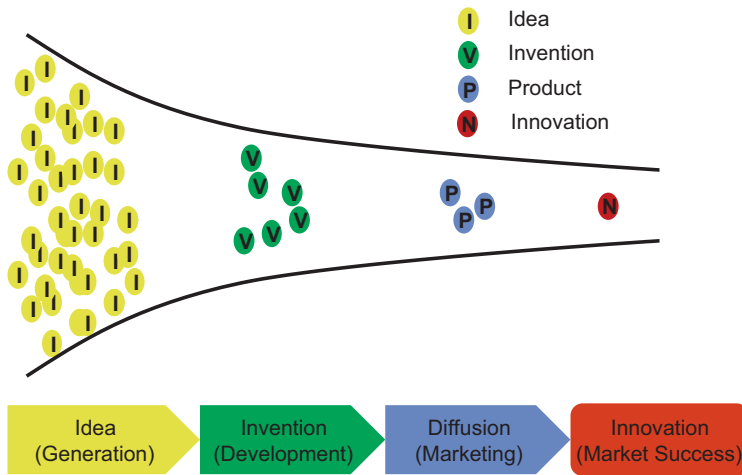 I Idea
V Invention
P Product
N Innovation
I I I I I I I I I I I I I I I I I I I I I I I I I I I I I I I I I I I I I I
V V V V V V
P P P
N
Idea
(Generation)
Invention
(Development)
Diffusion
(Marketing)
Innovation
(Market Success)